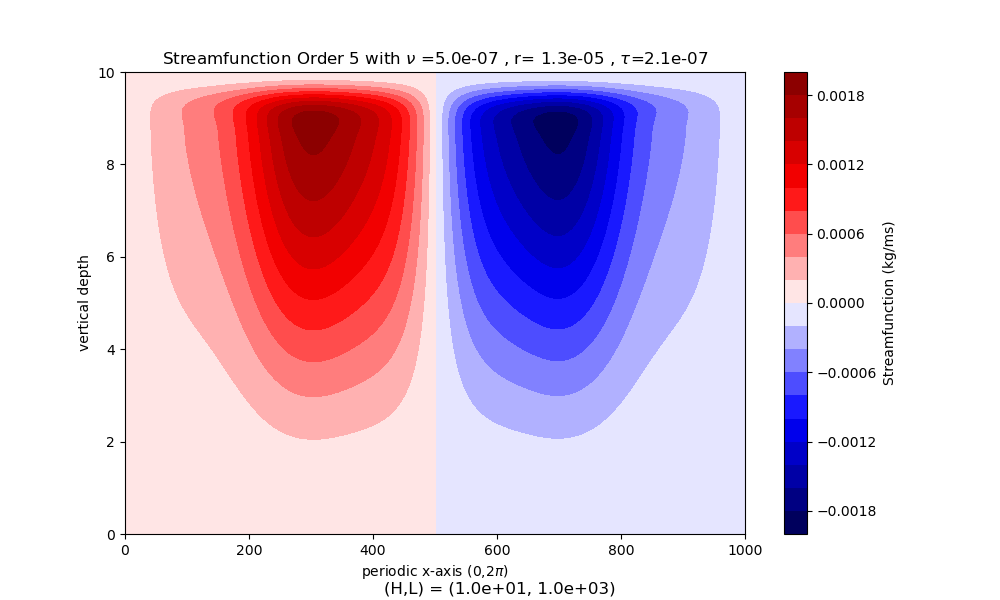 Streamfunction Order 5 with ν =5.0e-07 , r= 1.3e-05 , τ=2.1e-07
10
8
6
4
2
0
vertical depth
0 200 400 600 800 1000
periodic x-axis (0,2π)
(H,L) = (1.0e+01, 1.0e+03)
0.0018
0.0012
0.0006
0.0000
−0.0006
−0.0012
−0.0018
Streamfunction (kg/ms)